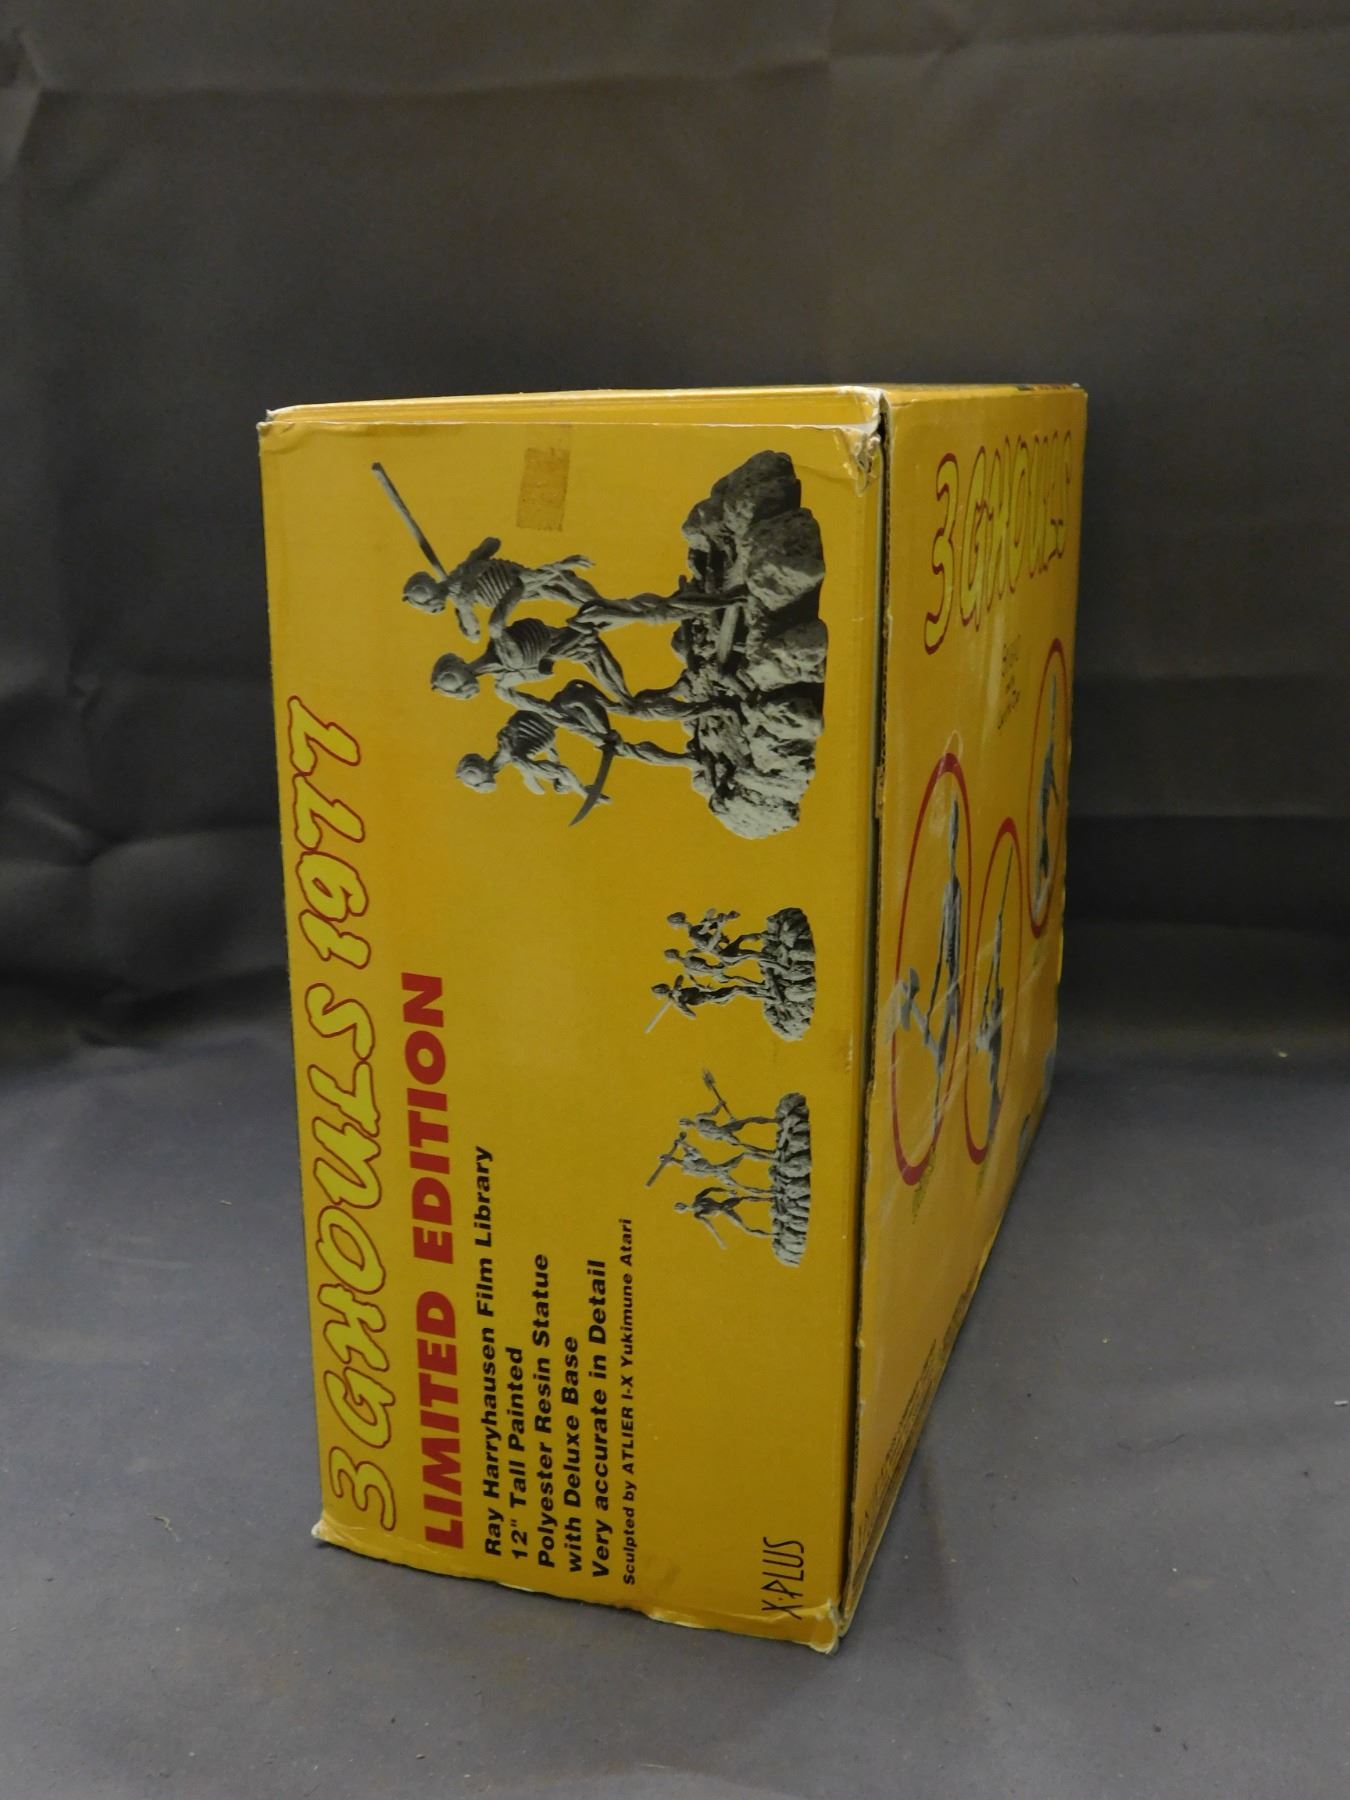 3 GHOULS 1977
LIMITED EDITION
Ray Harryhausen Film Library
12" Tall Painted
Polyester Resin Statue
with Deluxe Base
Very accurate in Detail
Sculpted by ATLIER I-X Yukimune Atari
X-PLUS
3 GHOULS